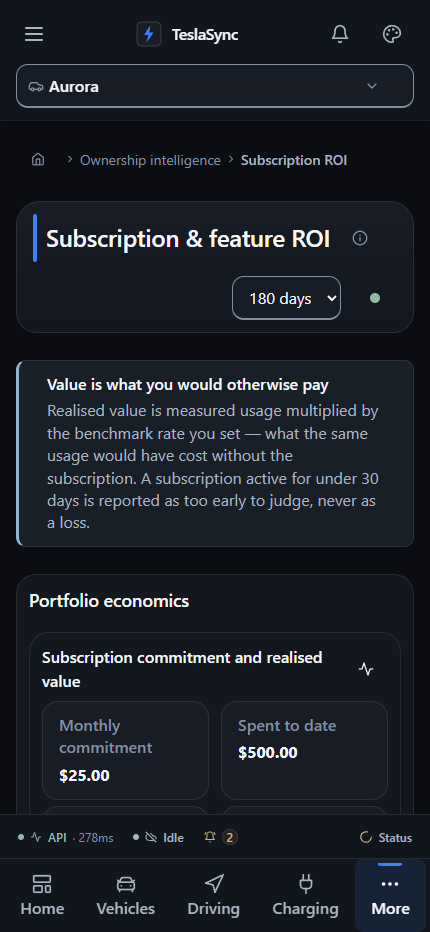 TeslaSync
Aurora
Ownership intelligence
Subscription ROI
Subscription & feature ROI
180 days
Value is what you would otherwise pay
Realised value is measured usage multiplied by
the benchmark rate you set — what the same
usage would have cost without the
subscription. A subscription active for under 30
days is reported as too early to judge, never as
a loss.
Portfolio economics
Subscription commitment and realised
value
Monthly
commitment
$25.00
Spent to date
$500.00
API · 278ms
Idle
2
Status
Home
Vehicles
Driving
Charging
More